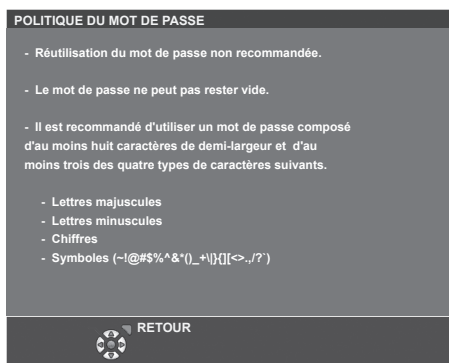 POLITIQUE DU MOT DE PASSE
- Réutilisation du mot de passe non recommandée.
- Le mot de passe ne peut pas rester vide.
- Il est recommandé d'utiliser un mot de passe composé
d'au moins huit caractères de demi-largeur et d'au
moins trois des quatre types de caractères suivants.
- Lettres majuscules
- Lettres minuscules
- Chiffres
- Symboles (~!@#$%^&*()_+\|}{][<>.,/?`)
RETOUR